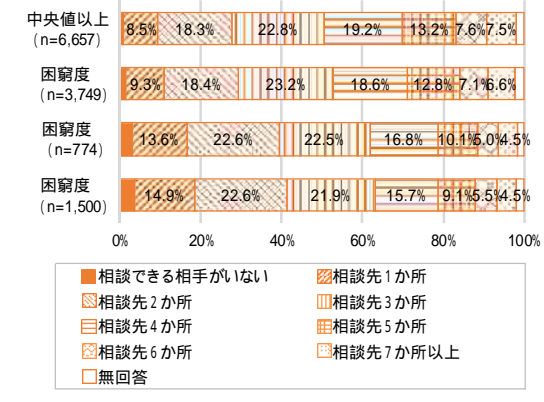 中央値以上
(n=6,657)
8.5% 18.3% 22.8% 19.2% 13.2% 7.6% 7.5%
困窮度
(n=3,749)
9.3% 18.4% 23.2% 18.6% 12.8% 7.1% 6.6%
困窮度
(n=774)
13.6% 22.6% 22.5% 16.8% 10.1% 5.0% 4.5%
困窮度
(n=1,500)
14.9% 22.6% 21.9% 15.7% 9.1% 5.5% 4.5%
0% 20% 40% 60% 80% 100%
相談できる相手がいない 相談先1か所
相談先2か所 相談先3か所
相談先4か所 相談先5か所
相談先6か所 相談先7か所以上
無回答